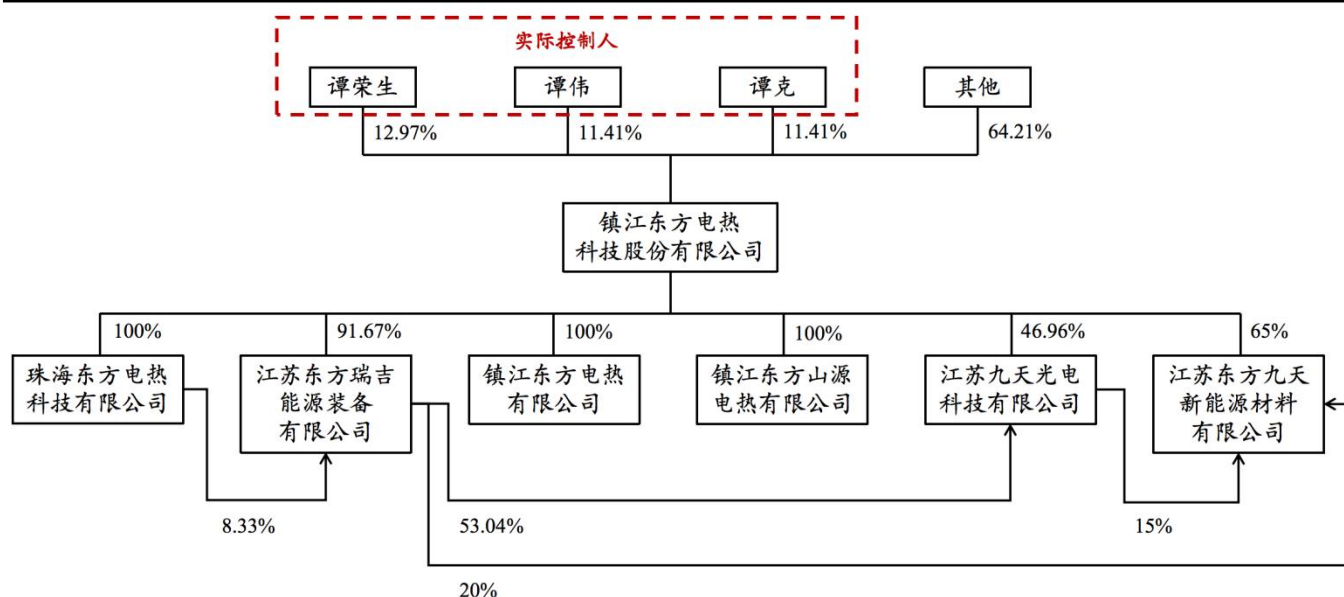 实际控制人
谭荣生
谭伟
谭克
其他
12.97%
11.41%
11.41%
64.21%
镇江东方电热
科技股份有限公司
100%
91.67%
100%
100%
46.96%
65%
珠海东方电热
科技有限公司
江苏东方瑞吉
能源装备
有限公司
镇江东方电热
有限公司
镇江东方山源
电热有限公司
江苏九天光电
科技有限公司
江苏东方九天
新能源材料
有限公司
8.33%
53.04%
15%
20%